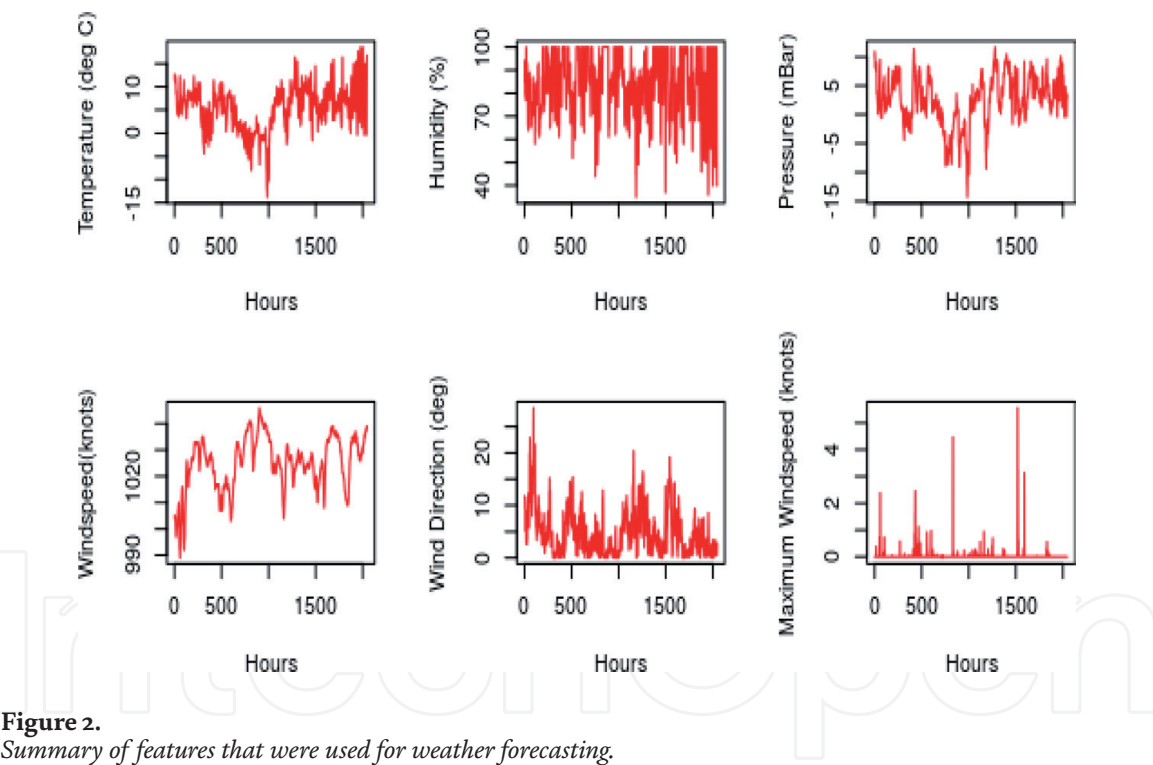 Temperature (deg C)
-15 0 10
0 500 1500
Hours
Humidity (%)
40 70 100
0 500 1500
Hours
Pressure (mBar)
-15 -5 5
0 500 1500
Hours
Windspeed(knots)
990 1020
0 500 1500
Hours
Wind Direction (deg)
0 10 20
0 500 1500
Hours
Maximum Windspeed (knots)
0 2 4
0 500 1500
Hours
IntechOpen
Figure 2.
Summary of features that were used for weather forecasting.